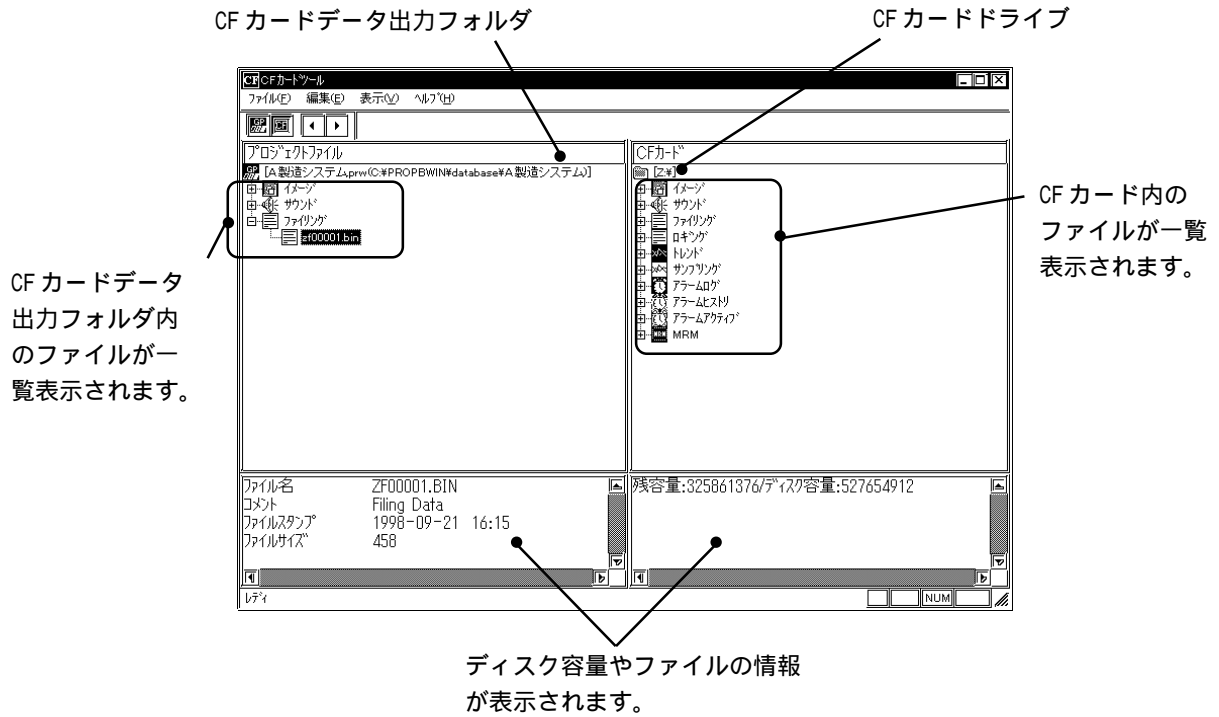 CFカードデータ出力フォルダ
CFカードドライブ
CF CFカードツール
ファイル(F) 編集(E) 表示(V) ヘルプ(H)
プロジェクトファイル
[A製造システム.prw(C:¥PROPBWIN¥database¥A製造システム)]
イメージ
サウンド
ファイリング
zf00001.bin
CFカード
[Z:¥]
イメージ
サウンド
ファイリング
ロギング
トレンド
サンプリング
アラームログ
アラームヒストリ
アラームアクティブ
MRM
CFカードデータ
出力フォルダ内
のファイルが一
覧表示されます。
CFカード内の
ファイルが一覧
表示されます。
ファイル名 ZF00001.BIN
コメント Filing Data
ファイルスタンプ 1998-09-21 16:15
ファイルサイズ 458
残容量:325861376/ディスク容量:527654912
レディ
NUM
ディスク容量やファイルの情報
が表示されます。